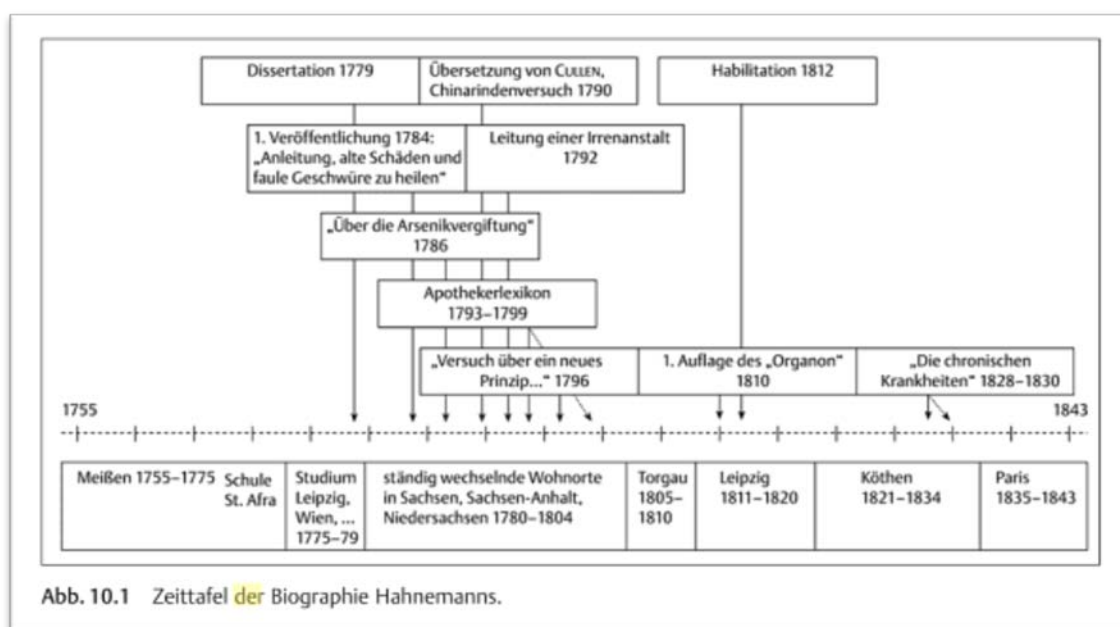 Dissertation 1779
Übersetzung von CULLEN,
Chinarindenversuch 1790
Habilitation 1812
1. Veröffentlichung 1784:
„Anleitung, alte Schäden und
faule Geschwüre zu heilen“
Leitung einer Irrenanstalt
1792
„Über die Arsenikvergiftung“
1786
Apothekerlexikon
1793–1799
„Versuch über ein neues
Prinzip...“ 1796
1. Auflage des „Organon“
1810
„Die chronischen
Krankheiten“ 1828–1830
1755
1843
Meißen 1755–1775
Schule
St. Afra
Studium
Leipzig,
Wien, ...
1775–79
ständig wechselnde Wohnorte
in Sachsen, Sachsen-Anhalt,
Niedersachsen 1780–1804
Torgau
1805–
1810
Leipzig
1811–1820
Köthen
1821–1834
Paris
1835–1843
Abb. 10.1 Zeittafel der Biographie Hahnemanns.